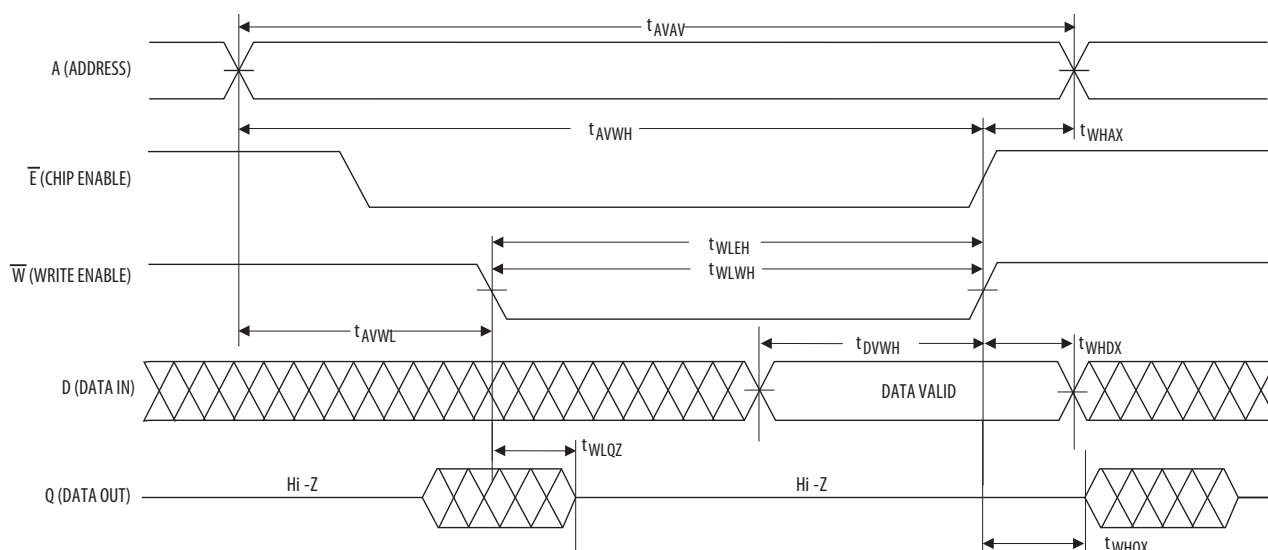 tAVAV
A (ADDRESS)
tAVWH
tWHAX
E (CHIP ENABLE)
tWLEH
W (WRITE ENABLE)
tWLWH
tAVWL
tDVWH
tWHDX
D (DATA IN)
DATA VALID
tWLQZ
Q (DATA OUT)
Hi -Z
Hi -Z
tWHQX